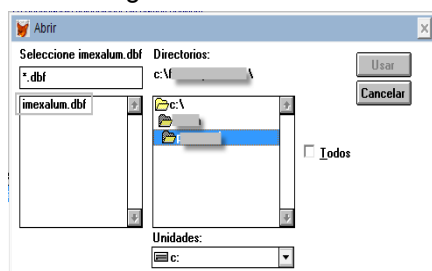 Abrir
Seleccione imexalum.dbf
Directorios:
*.dbf
c:\f \
Usar
Cancelar
imexalum.dbf
c:\
Todos
Unidades:
c: